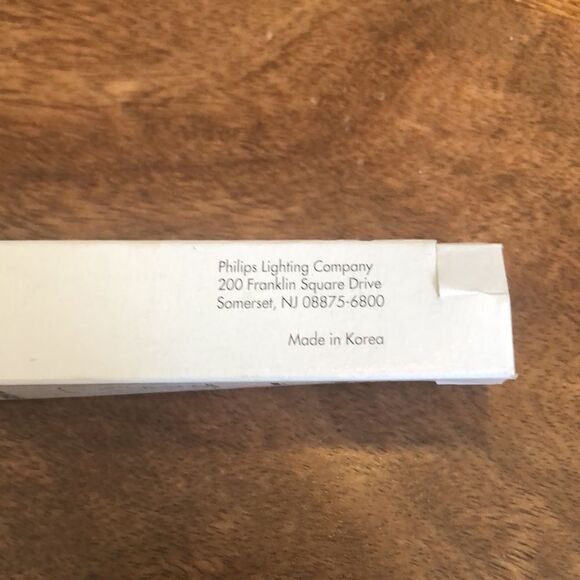 Philips Lighting Company
200 Franklin Square Drive
Somerset, NJ 08875-6800
Made in Korea